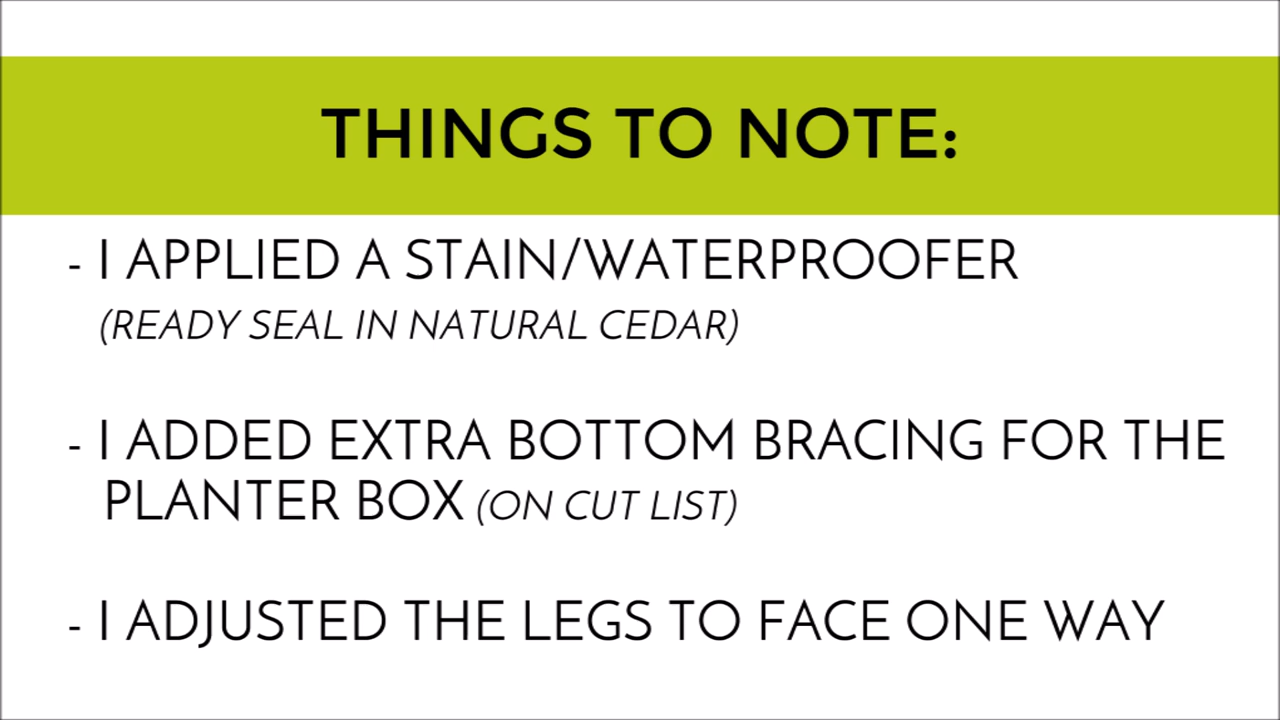 THINGS TO NOTE:
- I APPLIED A STAIN/WATERPROOFER
(READY SEAL IN NATURAL CEDAR)
- I ADDED EXTRA BOTTOM BRACING FOR THE
PLANTER BOX (ON CUT LIST)
- I ADJUSTED THE LEGS TO FACE ONE WAY